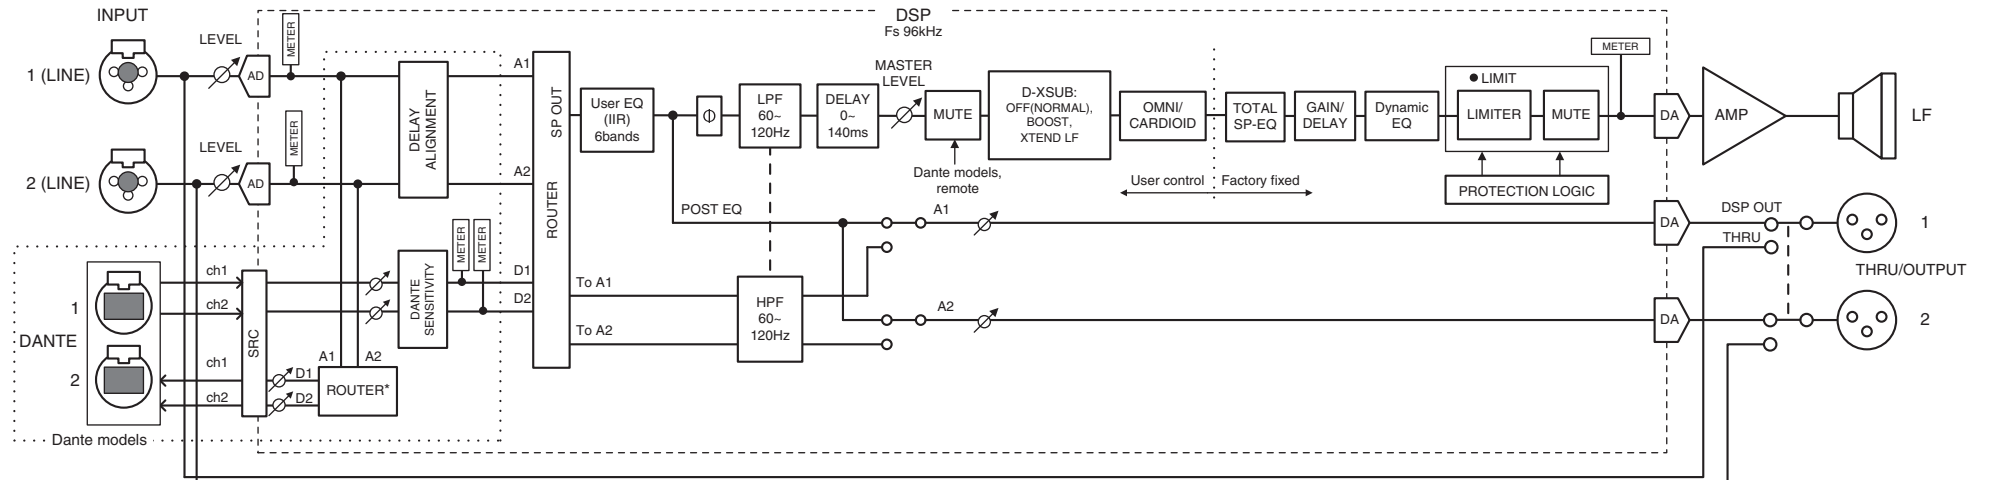 INPUT
DSP
Fs 96kHz
LEVEL
METER
1 (LINE)
AD
DELAY
ALIGNMENT
A1
SP OUT
ROUTER
User EQ
(IIR)
6bands
Φ
LPF
60~
120Hz
DELAY
0~
140ms
MASTER
LEVEL
MUTE
Dante models,
remote
D-XSUB:
OFF(NORMAL),
BOOST,
XTEND LF
OMNI/
CARDIOID
TOTAL
SP-EQ
GAIN/
DELAY
Dynamic
EQ
● LIMIT
LIMITER
MUTE
METER
DA
AMP
LF
User control
Factory fixed
PROTECTION LOGIC
LEVEL
METER
2 (LINE)
AD
A2
POST EQ
A1
DA
DSP OUT
THRU
1
THRU/OUTPUT
METER
METER
DANTE
1
2
ch1
ch2
ch1
ch2
SRC
DANTE
SENSITIVITY
D1
D2
To A1
To A2
HPF
60~
120Hz
A2
DA
2
A1
A2
D1
D2
ROUTER*
Dante models